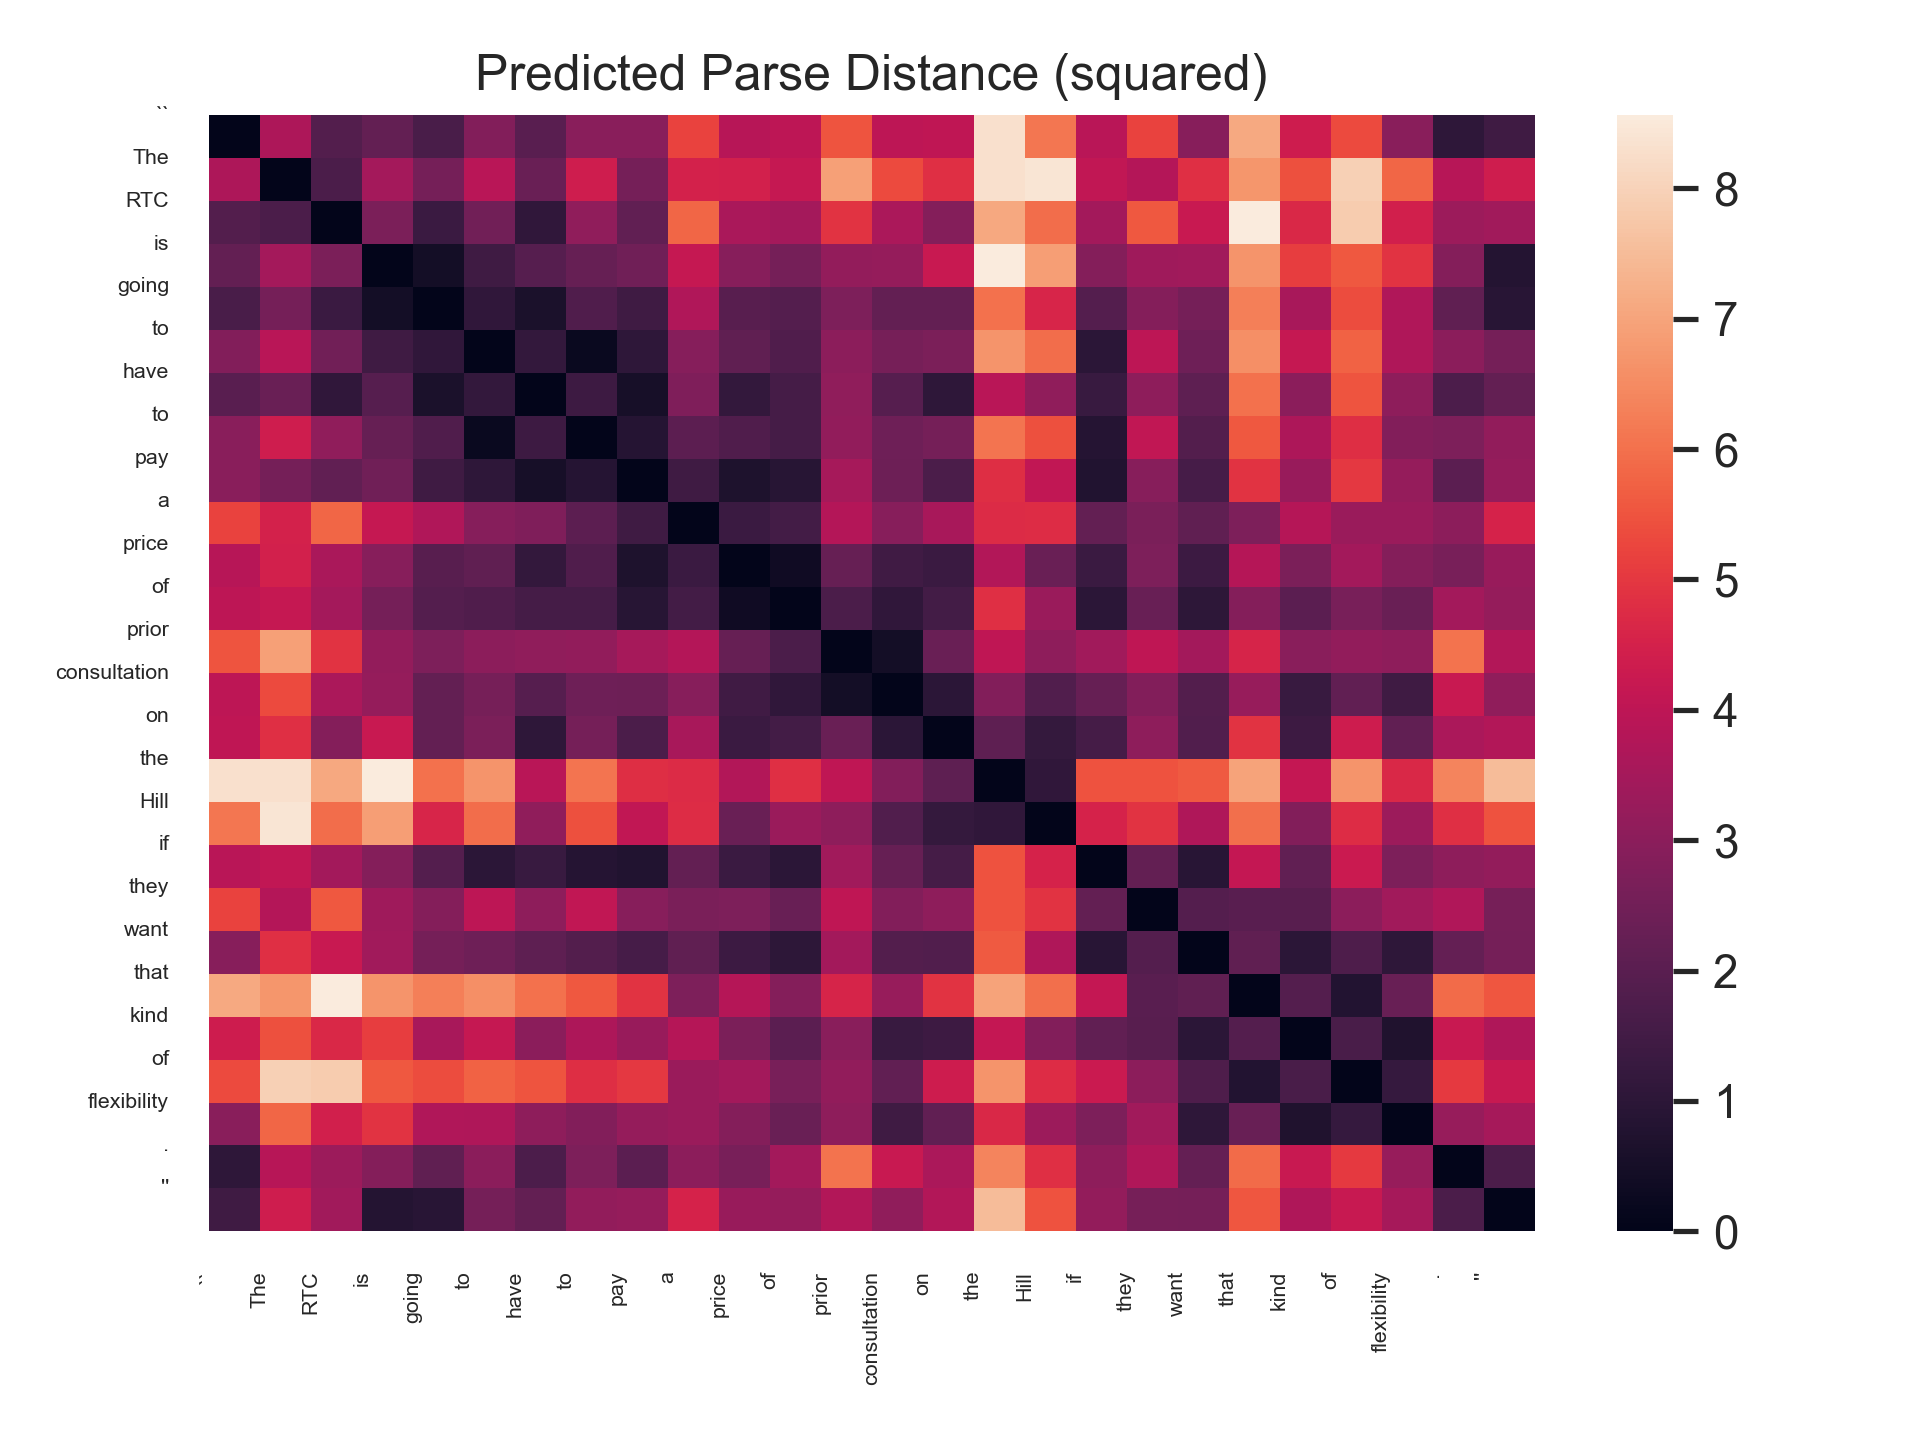 Predicted Parse Distance (squared)
``
The
RTC
is
going
to
have
to
pay
a
price
of
prior
consultation
on
the
Hill
if
they
want
that
kind
of
flexibility
.
''
8
7
6
5
4
3
2
1
0
``
The
RTC
is
going
to
have
to
pay
a
price
of
prior
consultation
on
the
Hill
if
they
want
that
kind
of
flexibility
.
''